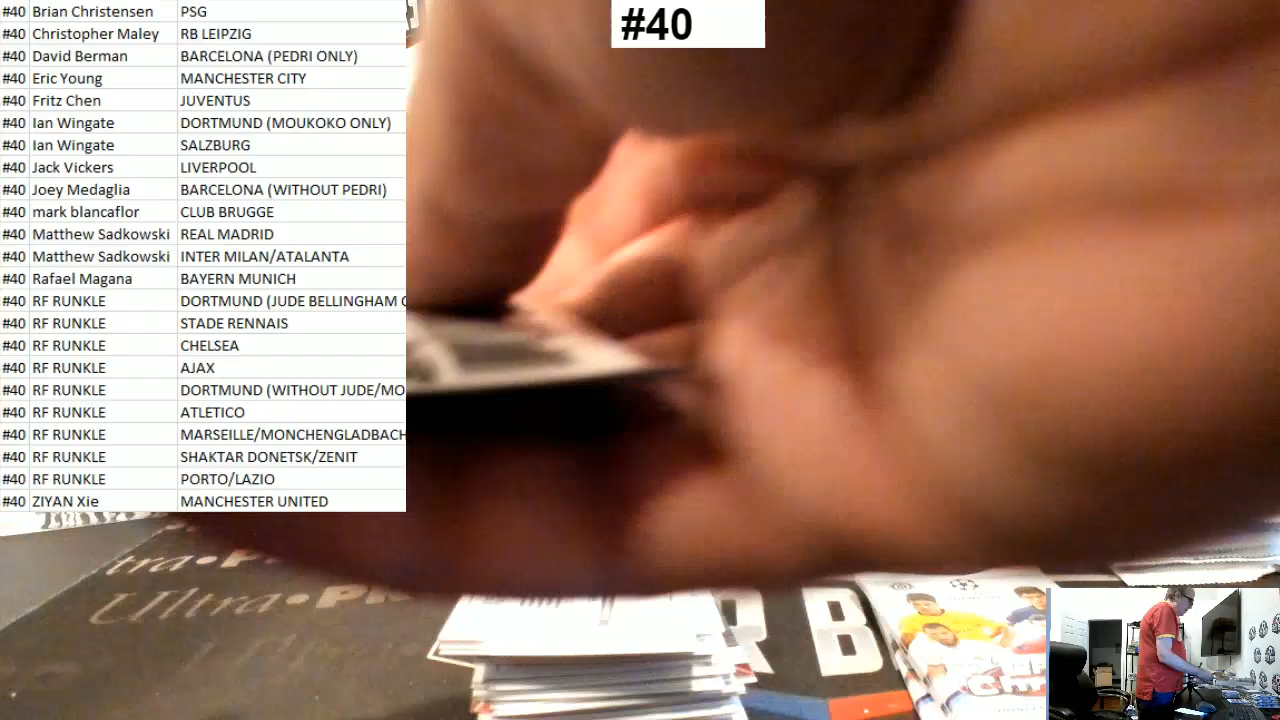 #40 Brian Christensen PSG
#40 Christopher Maley RB LEIPZIG
#40 David Berman BARCELONA (PEDRI ONLY)
#40 Eric Young MANCHESTER CITY
#40 Fritz Chen JUVENTUS
#40 Ian Wingate DORTMUND (MOUKOKO ONLY)
#40 Ian Wingate SALZBURG
#40 Jack Vickers LIVERPOOL
#40 Joey Medaglia BARCELONA (WITHOUT PEDRI)
#40 mark blancaflor CLUB BRUGGE
#40 Matthew Sadkowski REAL MADRID
#40 Matthew Sadkowski INTER MILAN/ATALANTA
#40 Rafael Magana BAYERN MUNICH
#40 RF RUNKLE DORTMUND (JUDE BELLINGHAM
#40 RF RUNKLE STADE RENNAIS
#40 RF RUNKLE CHELSEA
#40 RF RUNKLE AJAX
#40 RF RUNKLE DORTMUND (WITHOUT JUDE/MO
#40 RF RUNKLE ATLETICO
#40 RF RUNKLE MARSEILLE/MONCHENGLADBACH
#40 RF RUNKLE SHAKTAR DONETSK/ZENIT
#40 RF RUNKLE PORTO/LAZIO
#40 ZIYAN Xie MANCHESTER UNITED
#40
tra•P
Ultra•PR
R B